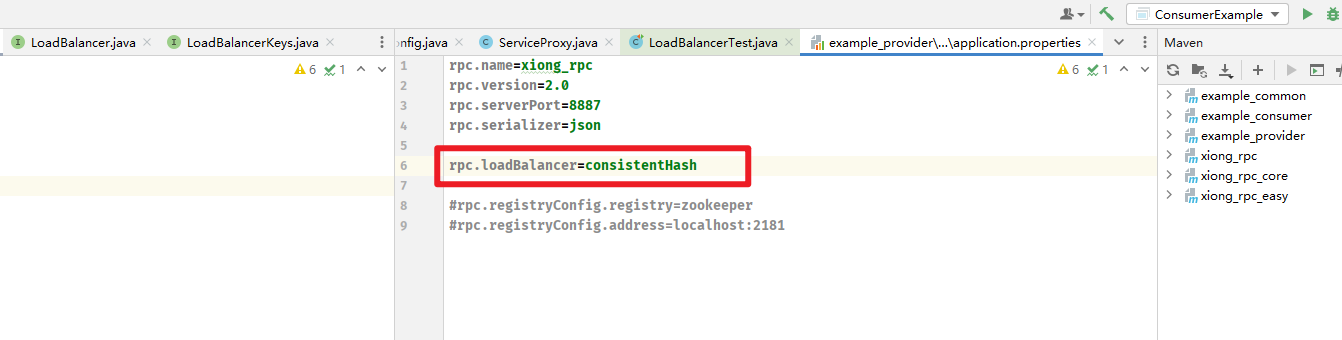 ConsumerExample
LoadBalancer.java
LoadBalancerKeys.java
onfig.java
ServiceProxy.java
LoadBalancerTest.java
example_provider\...\application.properties
Maven
6 1
6 1
1 rpc.name=xiong_rpc
2 rpc.version=2.0
3 rpc.serverPort=8887
4 rpc.serializer=json
5
6 rpc.loadBalancer=consistentHash
7
8 #rpc.registryConfig.registry=zookeeper
9 #rpc.registryConfig.address=localhost:2181
example_common
example_consumer
example_provider
xiong_rpc
xiong_rpc_core
xiong_rpc_easy